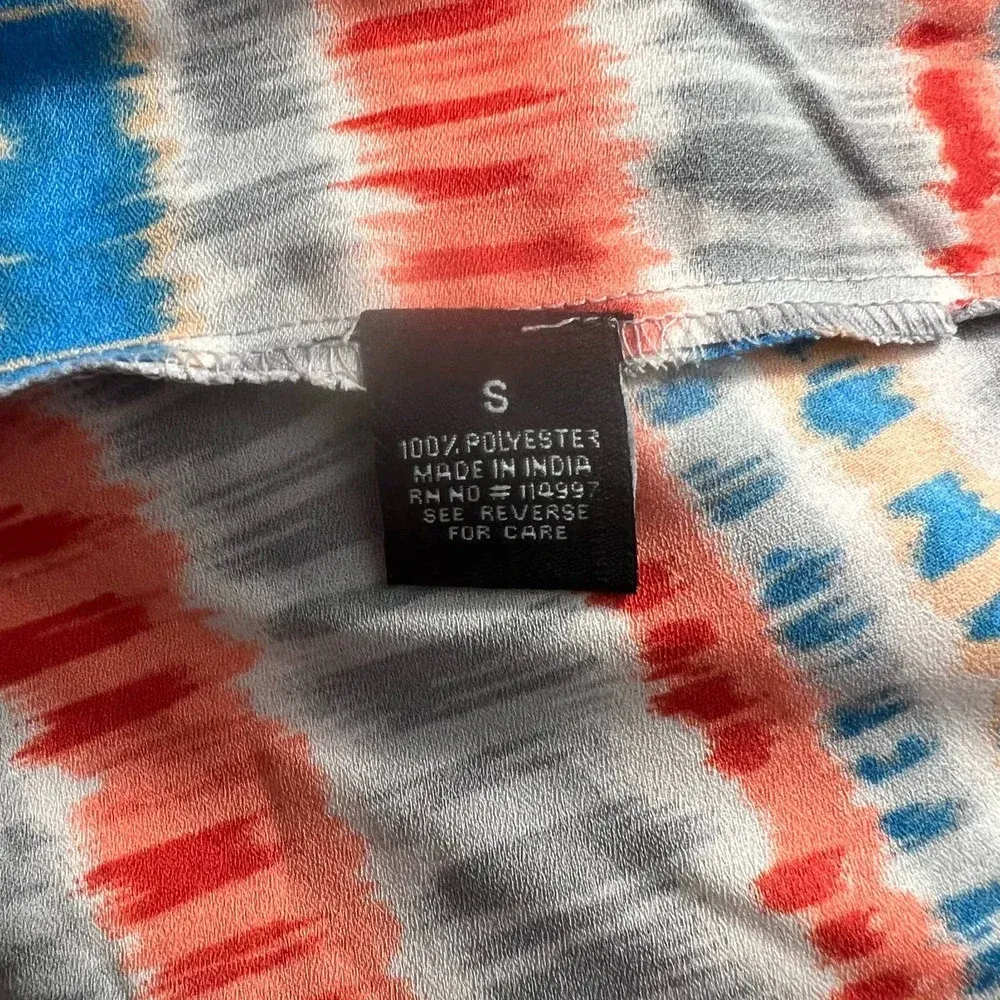 S
100% POLYESTER
MADE IN INDIA
RN NO = 114997
SEE REVERSE
FOR CARE